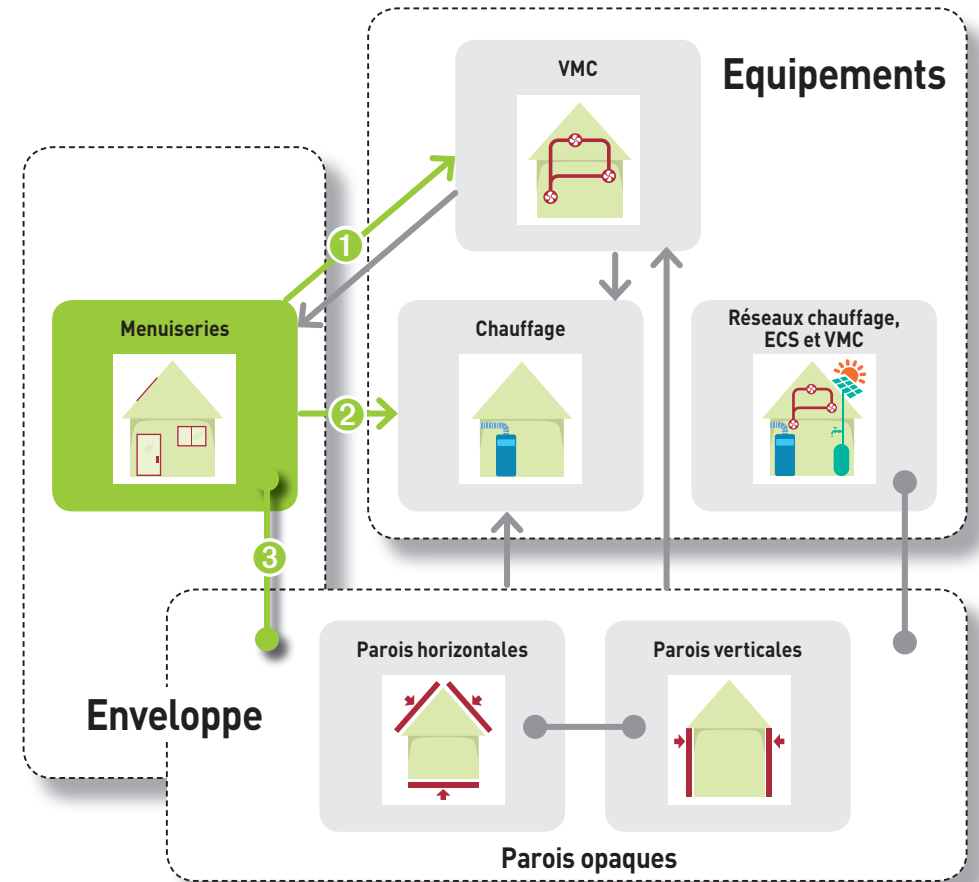 VMC
Equipements
1
Menuiseries
Chauffage
Réseaux chauffage,
ECS et VMC
2
3
Parois horizontales
Parois verticales
Enveloppe
Parois opaques